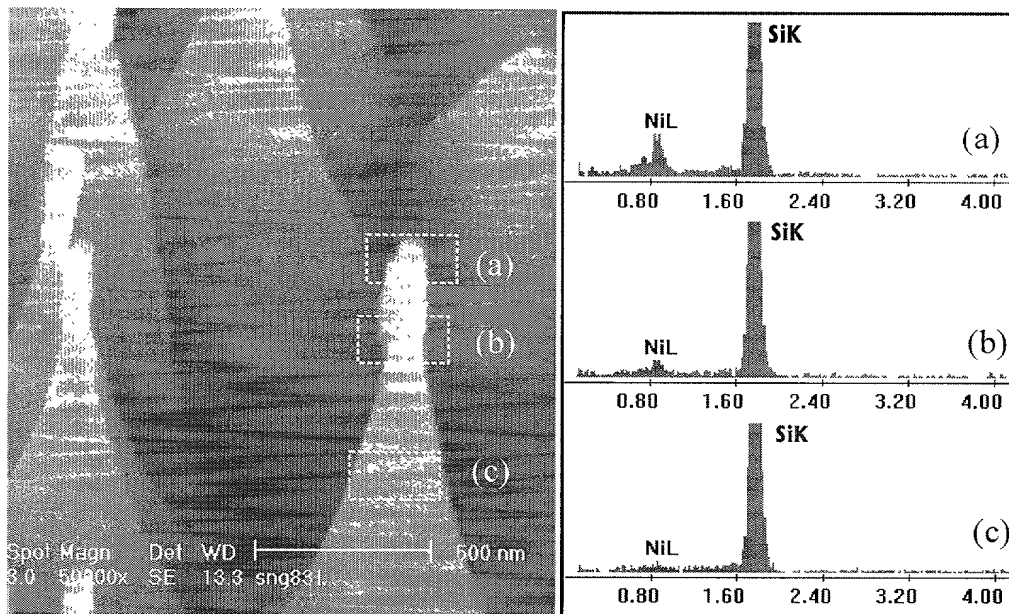 (a)
(b)
(c)
Spot Magn Det WD 500 nm
3.0 50000x SE 13.3 sng831.
SiK
NiL
(a)
0.80 1.60 2.40 3.20 4.00
SiK
NiL
(b)
0.80 1.60 2.40 3.20 4.00
SiK
NiL
(c)
0.80 1.60 2.40 3.20 4.00